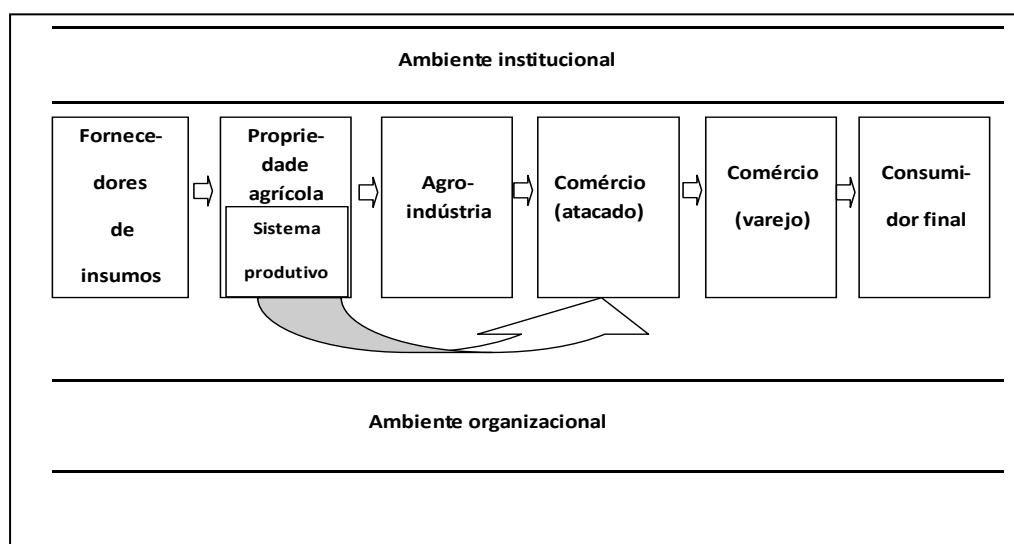 Ambiente institucional
Fornece-
dores
de
insumos
Proprie-
dade
agrícola
Sistema
produtivo
Agro-
indústria
Comércio
(atacado)
Comércio
(varejo)
Consumi-
dor final
Ambiente organizacional